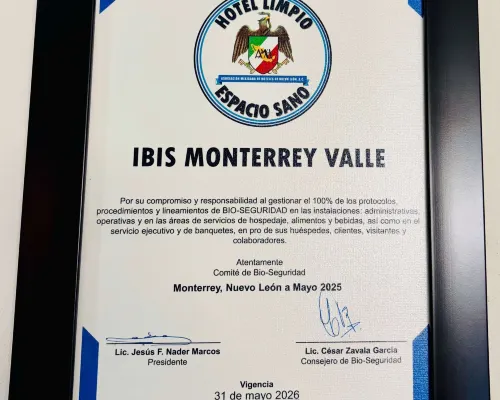 HOTEL LIMPIO
ESPACIO SANO
IBIS MONTERREY VALLE
Por su compromiso y responsabilidad al gestionar el 100% de los protocolos,
procedimientos y lineamientos de BIO-SEGURIDAD en las instalaciones: administrativas,
operativas y en las áreas de servicios de hospedaje, alimentos y bebidas, así como en el
servicio ejecutivo y de banquetes, en pro de sus huéspedes, clientes, visitantes y
colaboradores.
Atentamente
Comité de Bio-Seguridad
Monterrey, Nuevo León a Mayo 2025
Lic. Jesús F. Nader Marcos
Presidente
Lic. César Zavala García
Consejero de Bio-Seguridad
Vigencia
31 de mayo 2026